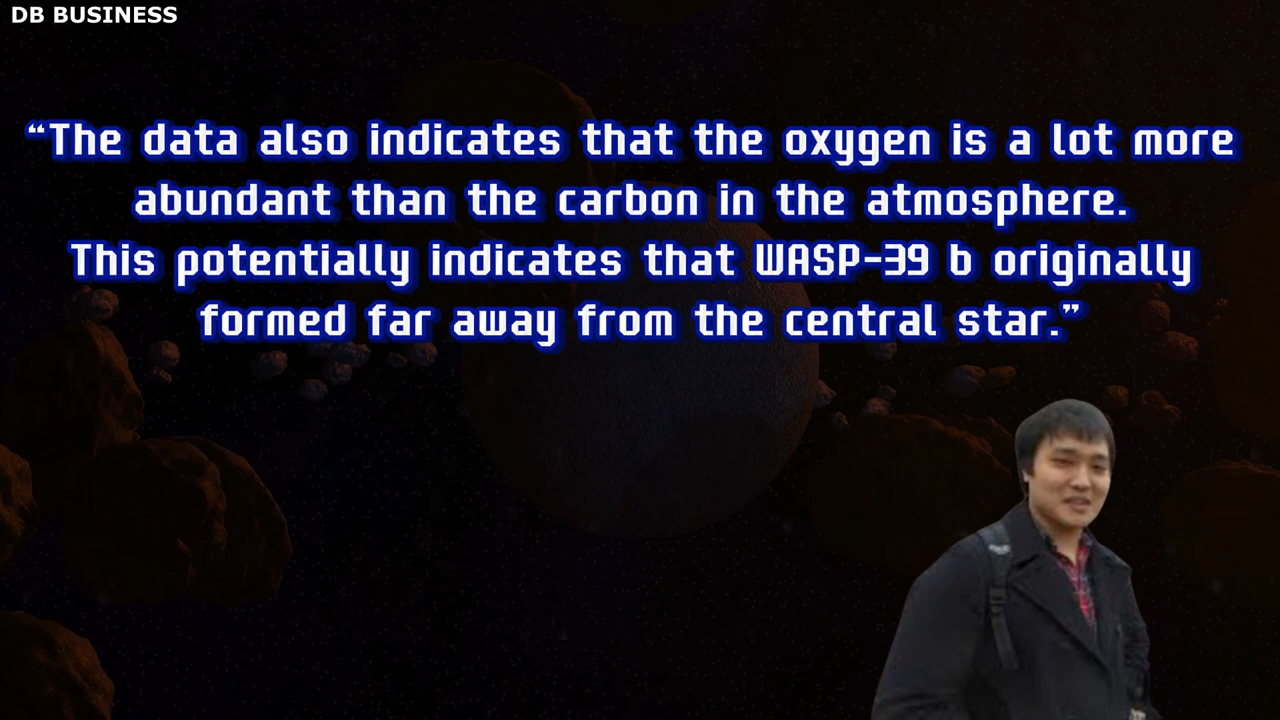 DB BUSINESS
“The data also indicates that the oxygen is a lot more
abundant than the carbon in the atmosphere.
This potentially indicates that WASP-39 b originally
formed far away from the central star.”